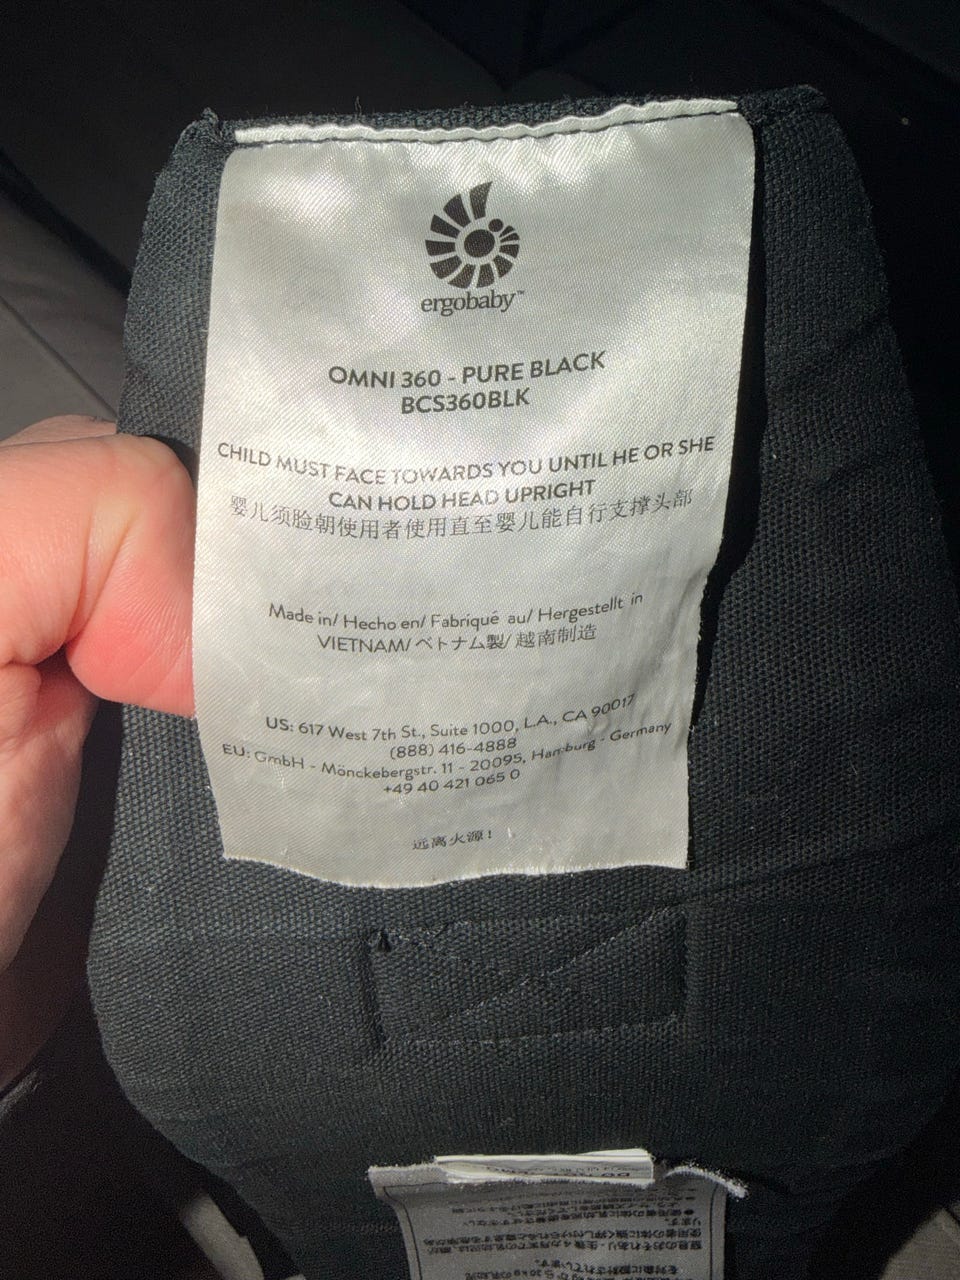 ergobaby™
OMNI 360 - PURE BLACK
BCS360BLK
CHILD MUST FACE TOWARDS YOU UNTIL HE OR SHE
CAN HOLD HEAD UPRIGHT
婴儿须脸朝使用者使用直至婴儿能自行支撑头部
Made in/ Hecho en/ Fabriqué au/ Hergestellt in
VIETNAM/ ベトナム製/ 越南制造
US: 617 West 7th St., Suite 1000, L.A., CA 90017
(888) 416-4888
EU: GmbH - Mönckebergstr. 11 - 20095, Hamburg - Germany
+49 40 421 065 0
远离火源!